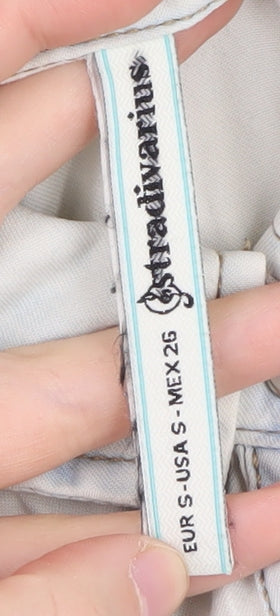 stradivarius
EUR S - USA S - MEX 26